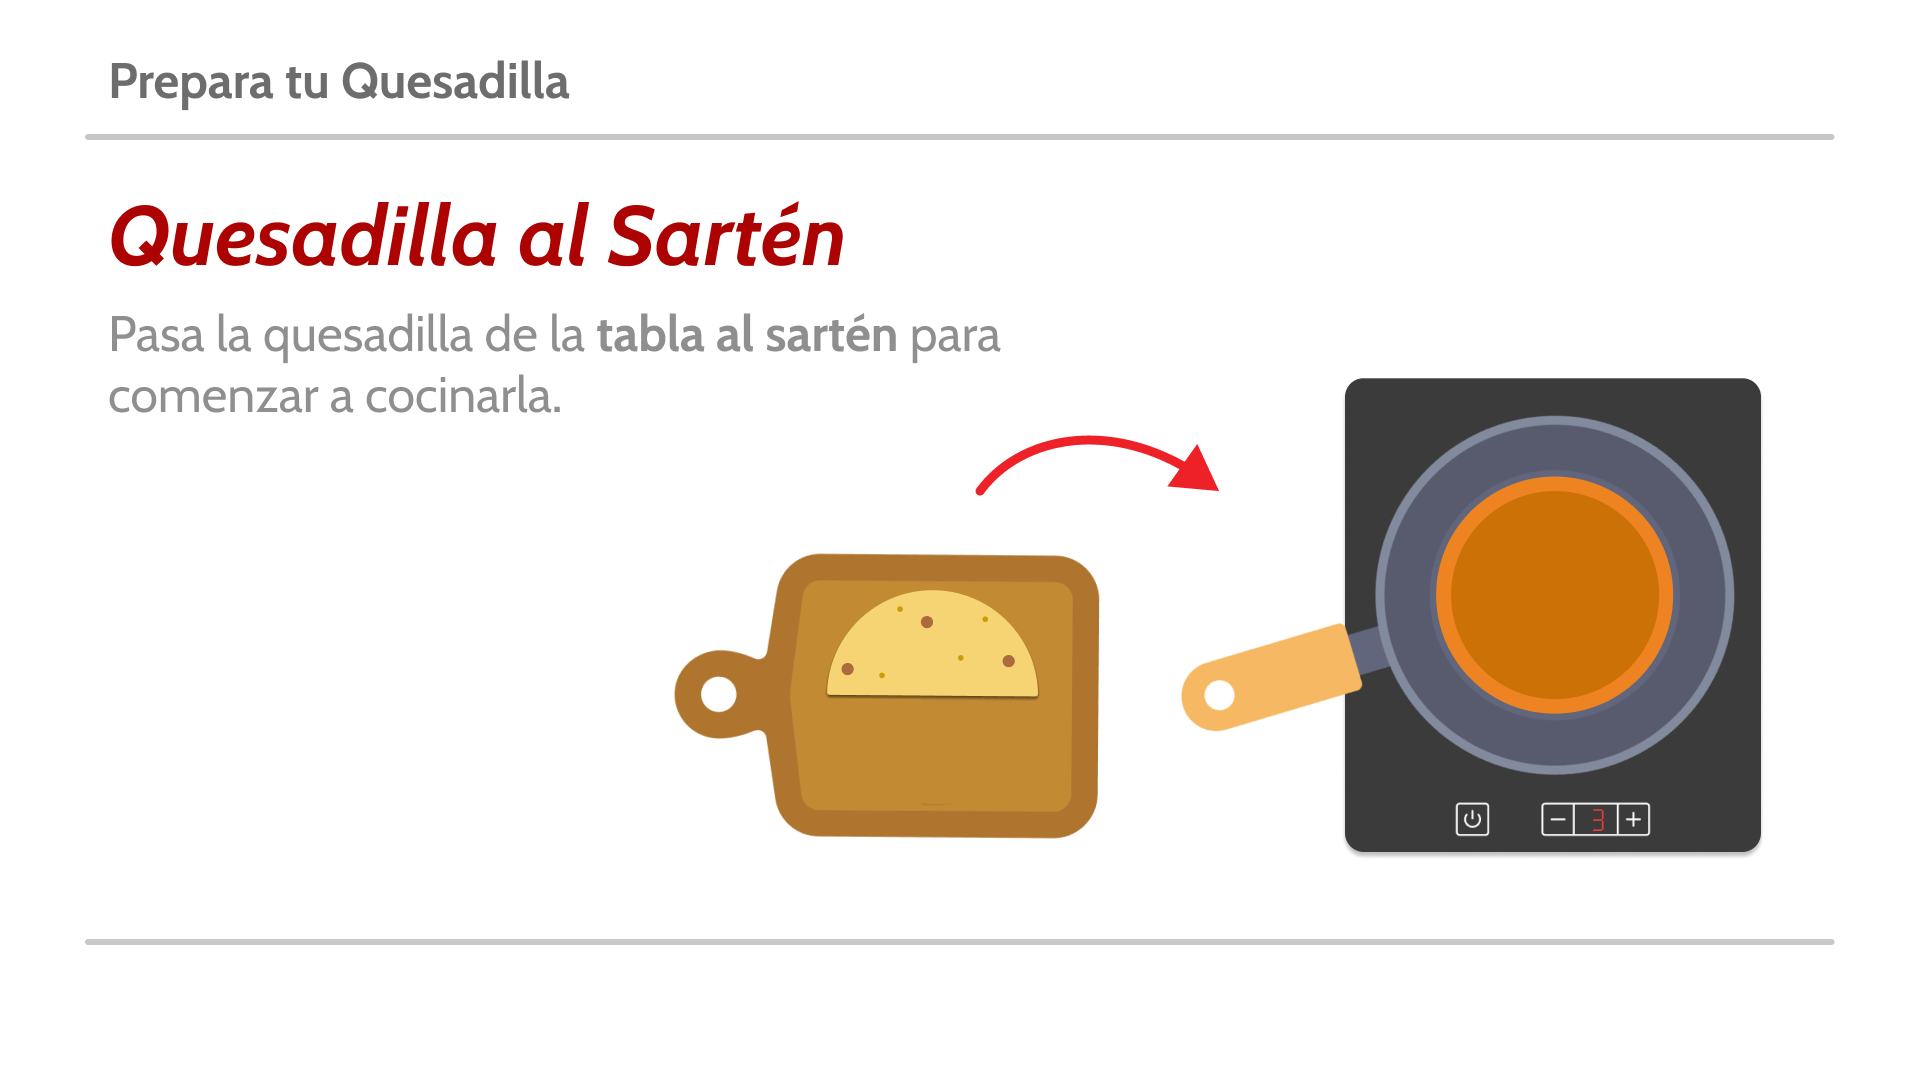 Prepara tu Quesadilla
Quesadilla al Sartén
Pasa la quesadilla de la tabla al sartén para
comenzar a cocinarla.
3